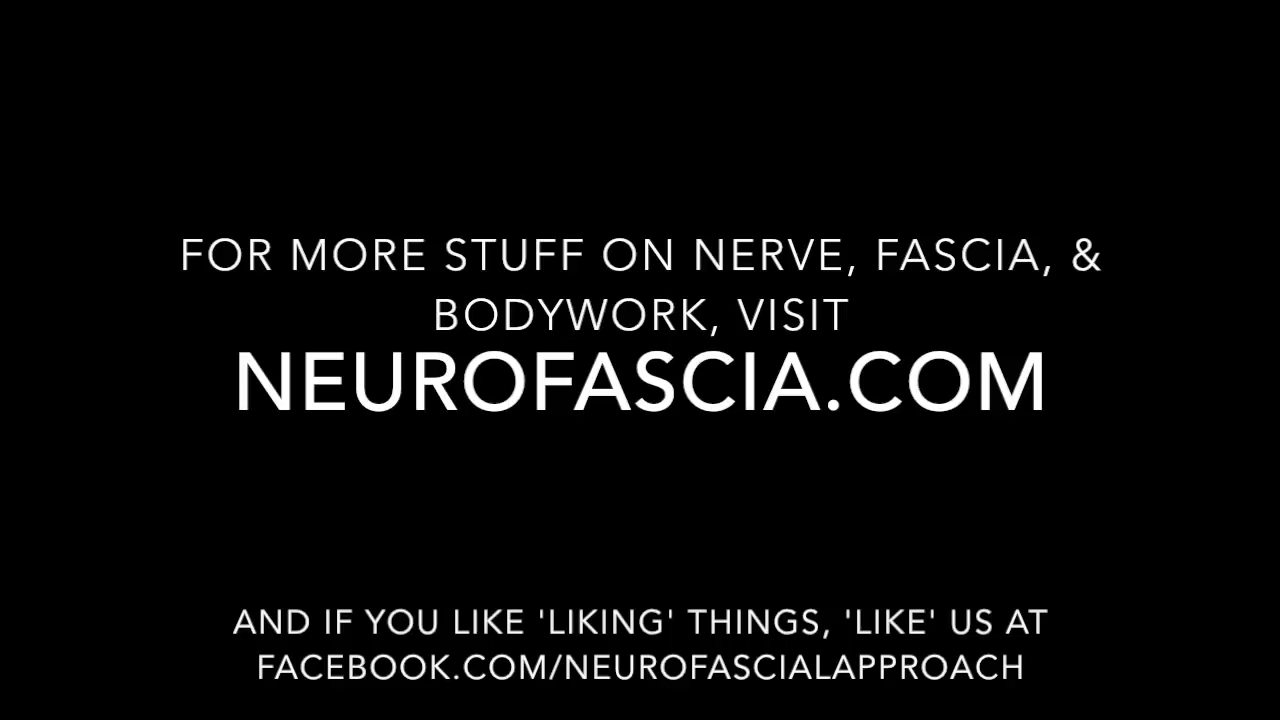 FOR MORE STUFF ON NERVE, FASCIA, &
BODYWORK, VISIT
NEUROFASCIA.COM
AND IF YOU LIKE 'LIKING' THINGS, 'LIKE' US AT
FACEBOOK.COM/NEUROFASCIALAPPROACH